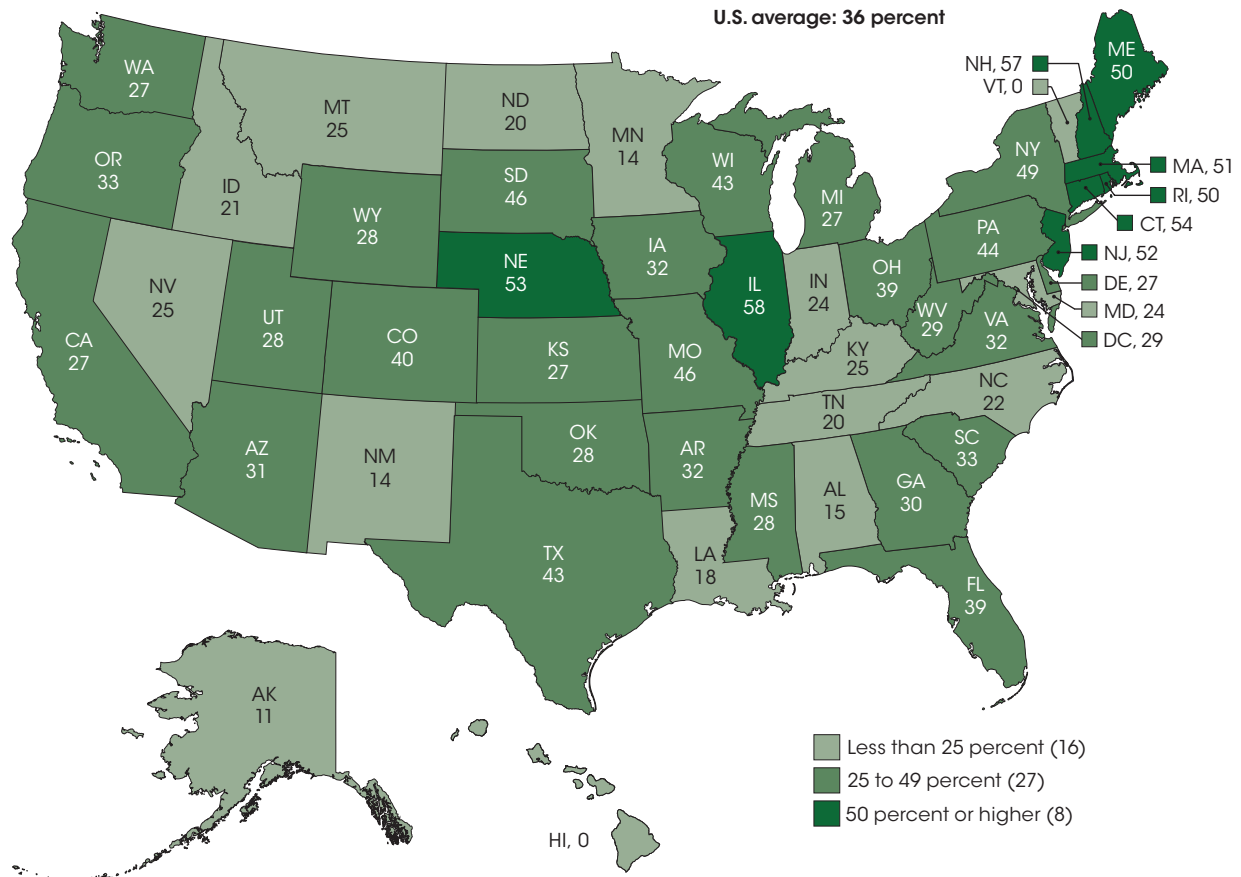 U.S. average: 36 percent
WA
27
OR
33
CA
27
NV
25
ID
21
MT
25
WY
28
UT
28
AZ
31
CO
40
NM
14
ND
20
SD
46
NE
53
KS
27
OK
28
TX
43
MN
14
IA
32
MO
46
AR
32
LA
18
WI
43
IL
58
MI
27
IN
24
OH
39
KY
25
TN
20
MS
28
AL
15
GA
30
FL
39
SC
33
NC
22
VA
32
WV
29
PA
44
NY
49
ME
50
NH, 57
VT, 0
MA, 51
RI, 50
CT, 54
NJ, 52
DE, 27
MD, 24
DC, 29
AK
11
HI, 0
Less than 25 percent (16)
25 to 49 percent (27)
50 percent or higher (8)